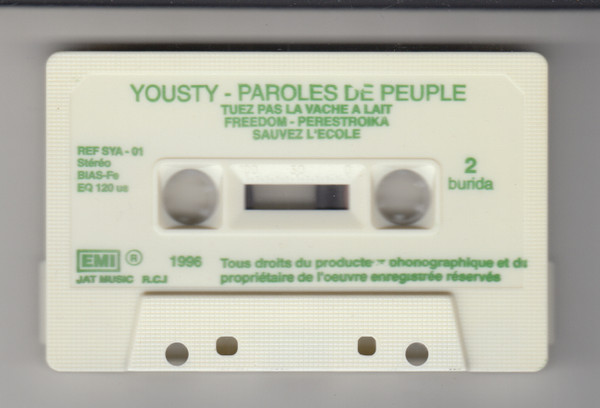 YOUSTY - PAROLES DE PEUPLE
TUEZ PAS LA VACHE A LAIT
FREEDOM - PERESTROIKA
SAUVEZ L'ECOLE
REF SYA - 01
Stéréo
BIAS-Fe
EQ 120 us
2
burida
EMI ® 1996
JAT MUSIC R.C.I
Tous droits du producte phonographique et du
propriétaire de l'oeuvre enregistrée réservés